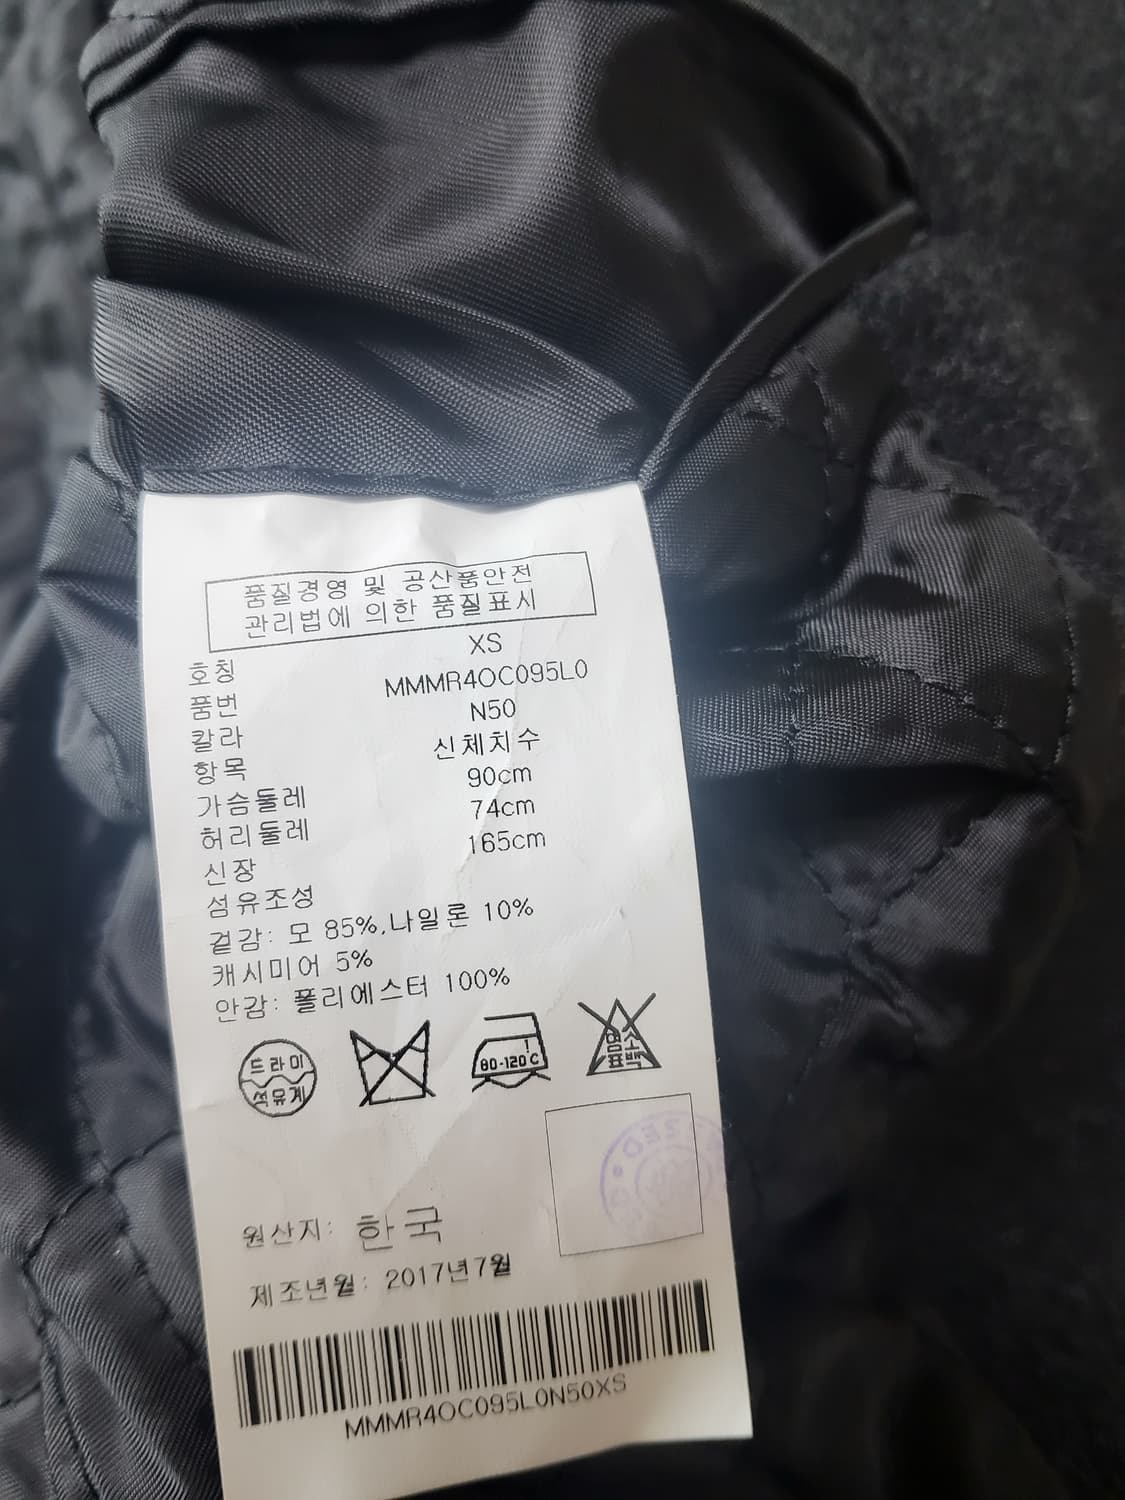 품질경영 및 공산품안전
관리법에 의한 품질표시
호칭 XS
품번 MMMR4OC095L0
칼라 N50
항목 신체치수
가슴둘레 90cm
허리둘레 74cm
신장 165cm
섬유조성
겉감: 모 85%,나일론 10%
캐시미어 5%
안감: 폴리에스터 100%
드라이
석유계
80-120℃
염소
표백
원산지: 한국
제조년월: 2017년7월
MMMR4OC095L0N50XS